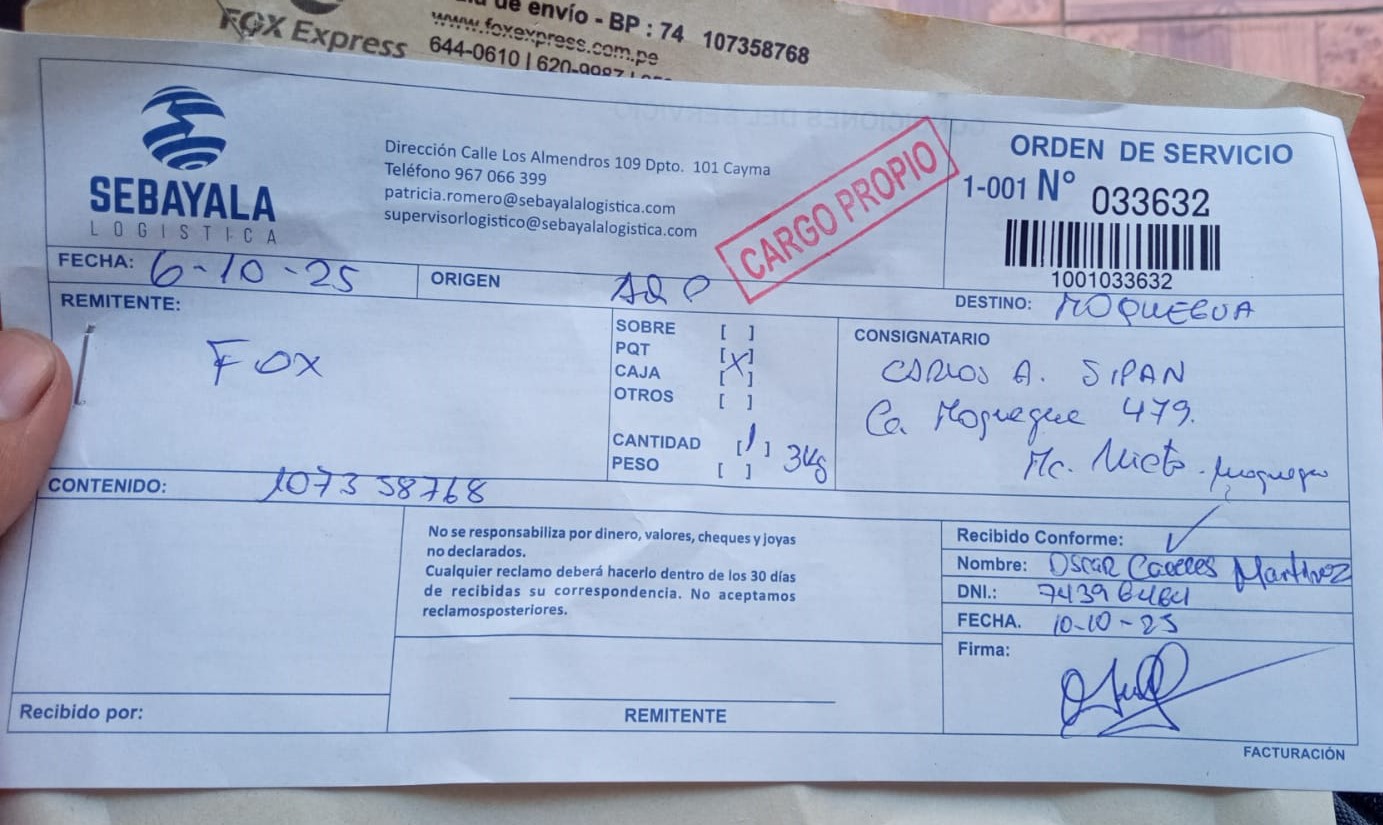 de envío - BP : 74 107358768
FOX Express
www.foxexpress.com.pe
644-0610 | 620-9987 |
SEBAYALA
LOGISTICA
Dirección Calle Los Almendros 109 Dpto. 101 Cayma
Teléfono 967 066 399
patricia.romero@sebayalalogistica.com
supervisorlogistico@sebayalalogistica.com
CARGO PROPIO
ORDEN DE SERVICIO
1-001 N° 033632
1001033632
FECHA: 6-10-25
ORIGEN AQP
DESTINO: MOQUEGUA
REMITENTE:
FOX
SOBRE [ ]
PQT [X]
CAJA [ ]
OTROS [ ]
CANTIDAD [1] 3Kg
PESO [ ]
CONSIGNATARIO
CARLOS A. SIPAN
Ca. Moquegua 479.
Mc. Nieto - Moquegua
CONTENIDO: 107358768
No se responsabiliza por dinero, valores, cheques y joyas
no declarados.
Cualquier reclamo deberá hacerlo dentro de los 30 días
de recibidas su correspondencia. No aceptamos
reclamosposteriores.
Recibido Conforme: ✓
Nombre: Oscar Caceres Martinez
DNI.: 74396464
FECHA. 10-10-25
Firma:
Recibido por:
REMITENTE
FACTURACIÓN